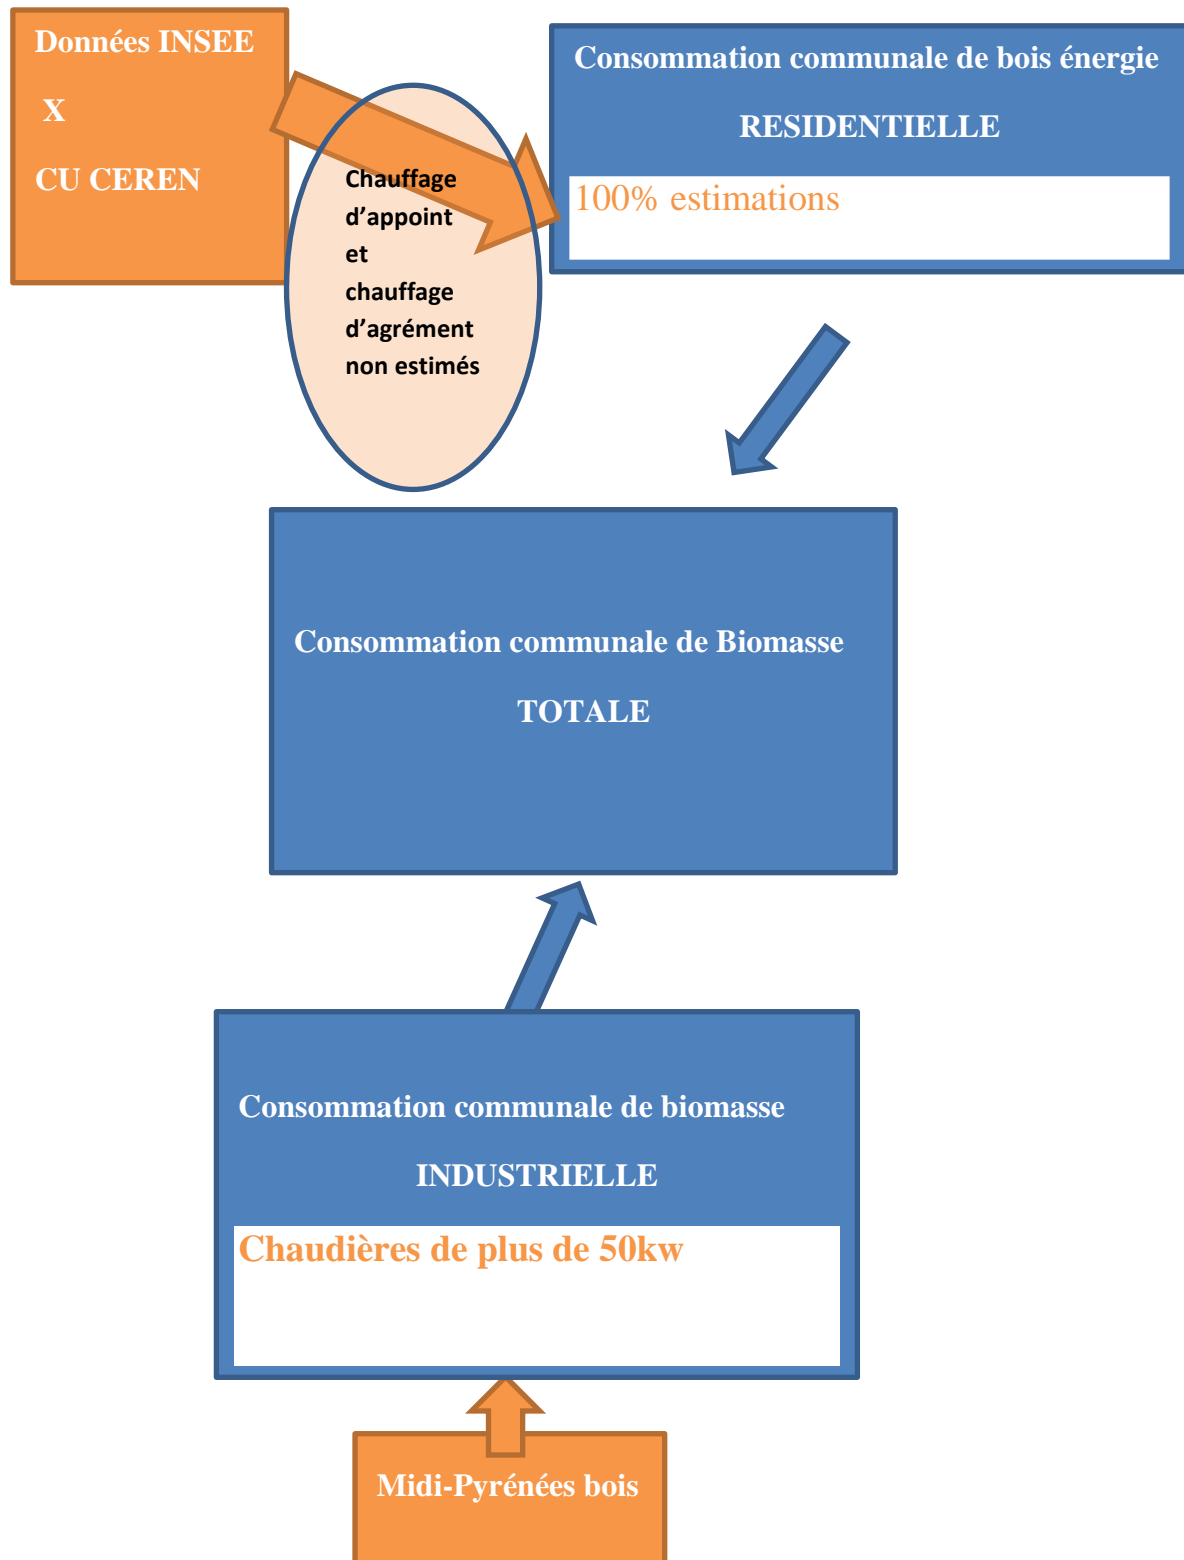 Données INSEE
X
CU CEREN
Consommation communale de bois énergie
RESIDENTIELLE
100% estimations
Chauffage
d’appoint
et
chauffage
d’agrément
non estimés
Consommation communale de Biomasse
TOTALE
Consommation communale de biomasse
INDUSTRIELLE
Chaudières de plus de 50kw
Midi-Pyrénées bois